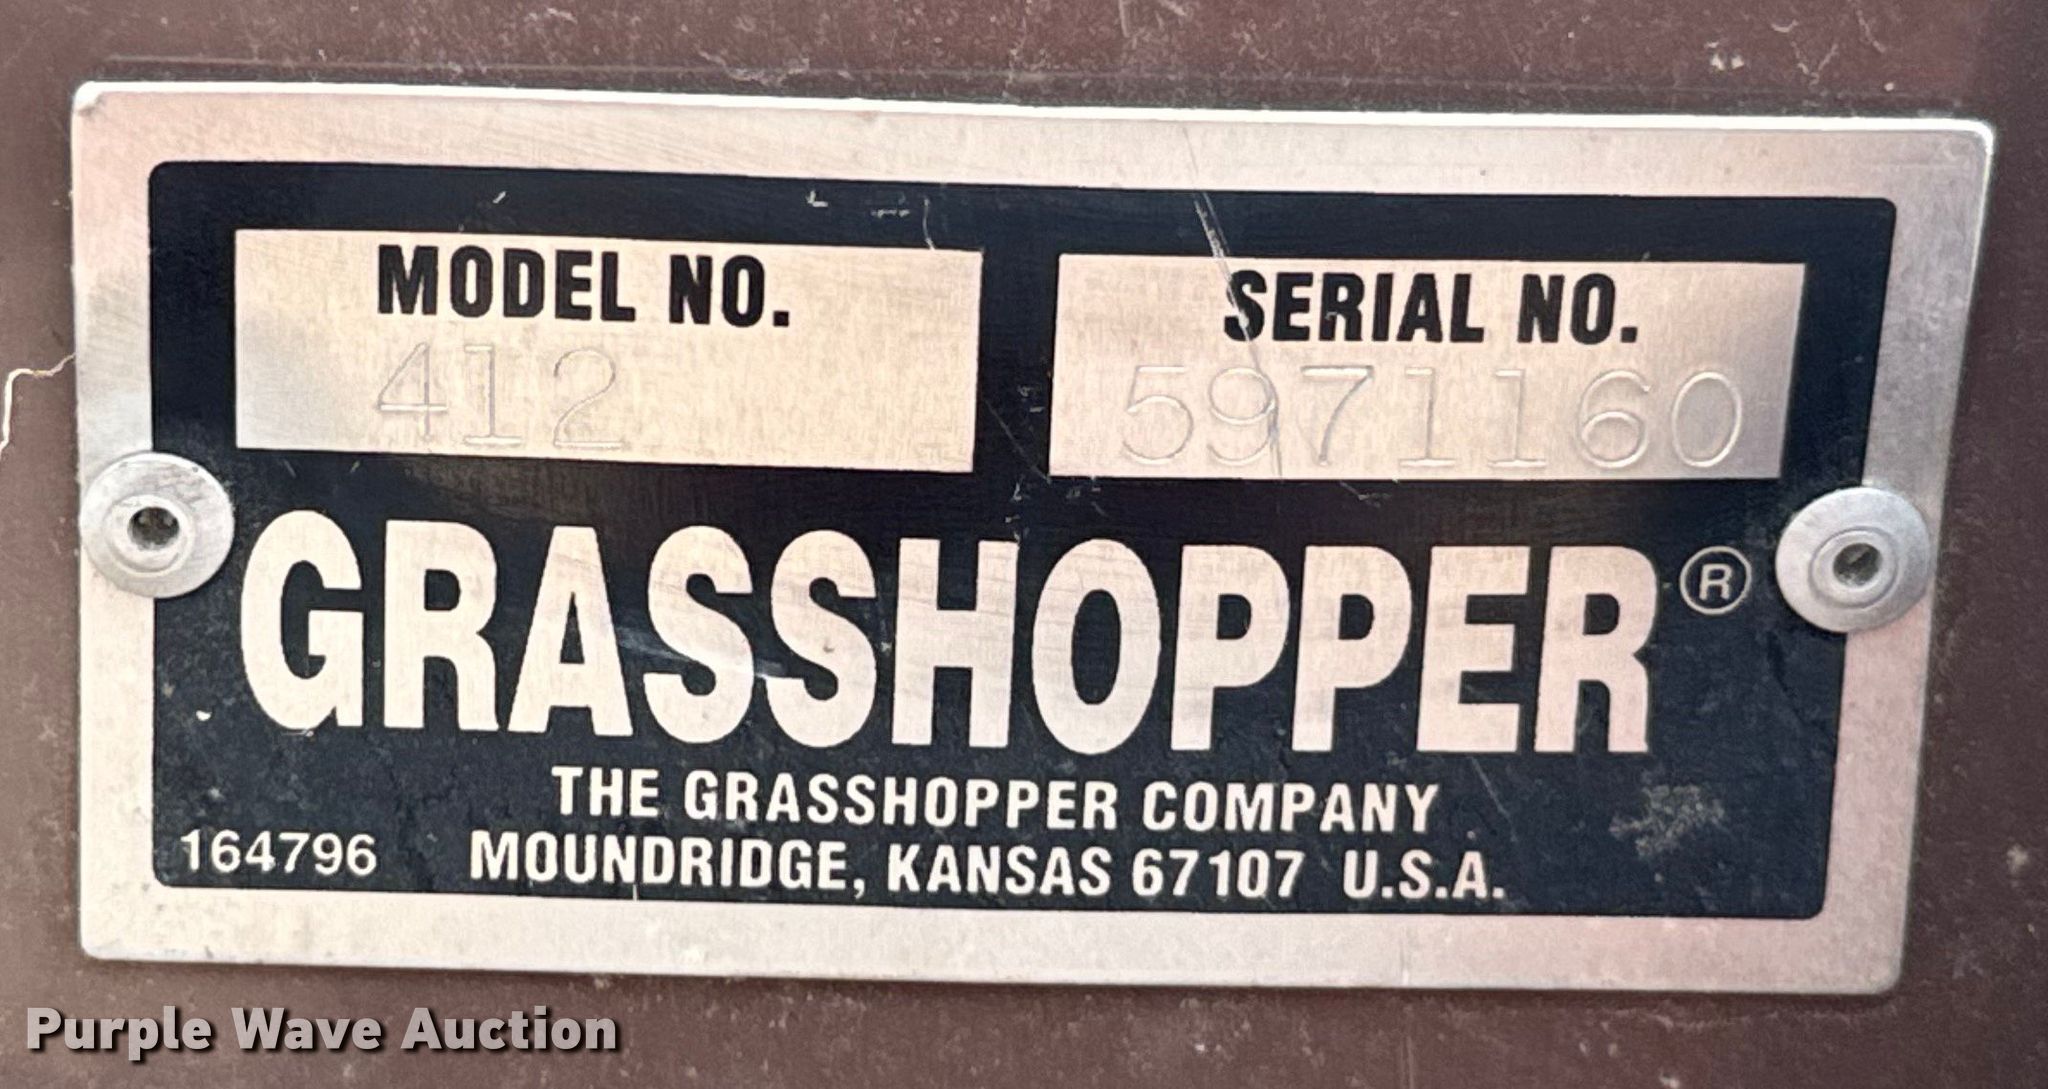 MODEL NO. SERIAL NO.
412 5971160
GRASSHOPPER®
THE GRASSHOPPER COMPANY
164796 MOUNDRIDGE, KANSAS 67107 U.S.A.
Purple Wave Auction